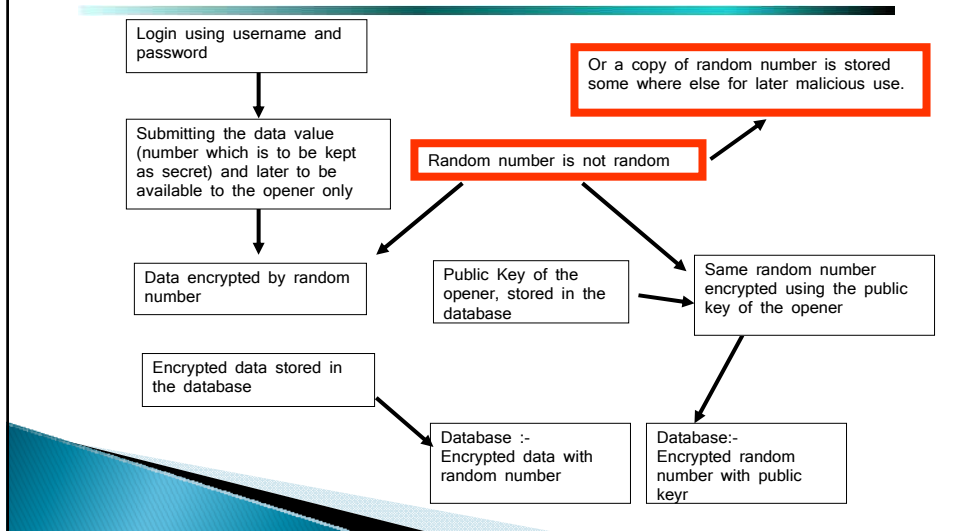 Login using username and
password
Or a copy of random number is stored
some where else for later malicious use.
Submitting the data value
(number which is to be kept
as secret) and later to be
available to the opener only
Random number is not random
Data encrypted by random
number
Public Key of the
opener, stored in the
database
Same random number
encrypted using the public
key of the opener
Encrypted data stored in
the database
Database :-
Encrypted data with
random number
Database:-
Encrypted random
number with public
keyr